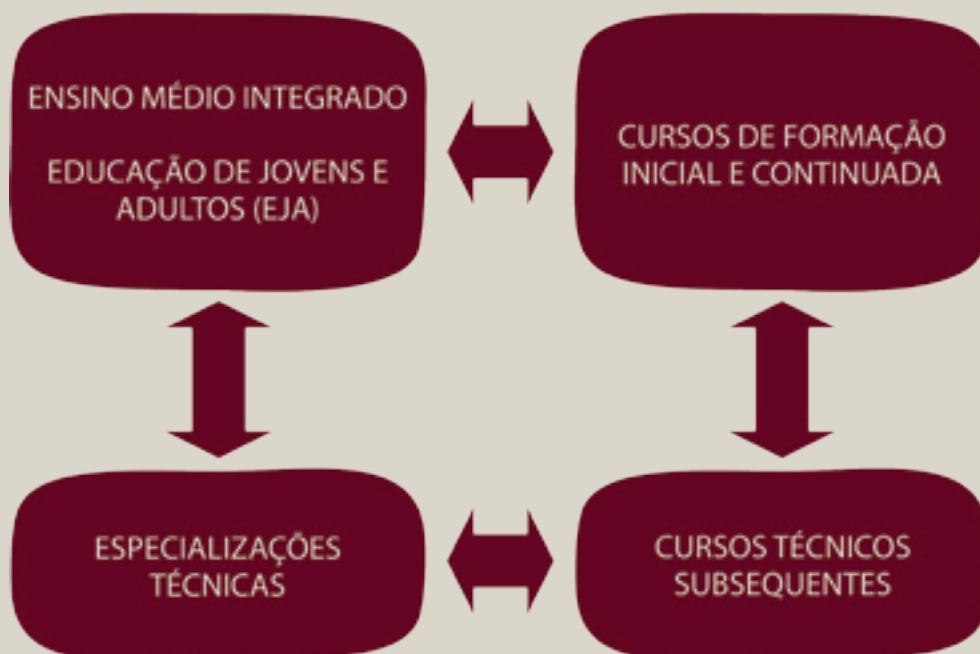 ENSINO MÉDIO INTEGRADO
EDUCAÇÃO DE JOVENS E
ADULTOS (EJA)
CURSOS DE FORMAÇÃO
INICIAL E CONTINUADA
ESPECIALIZAÇÕES
TÉCNICAS
CURSOS TÉCNICOS
SUBSEQUENTES